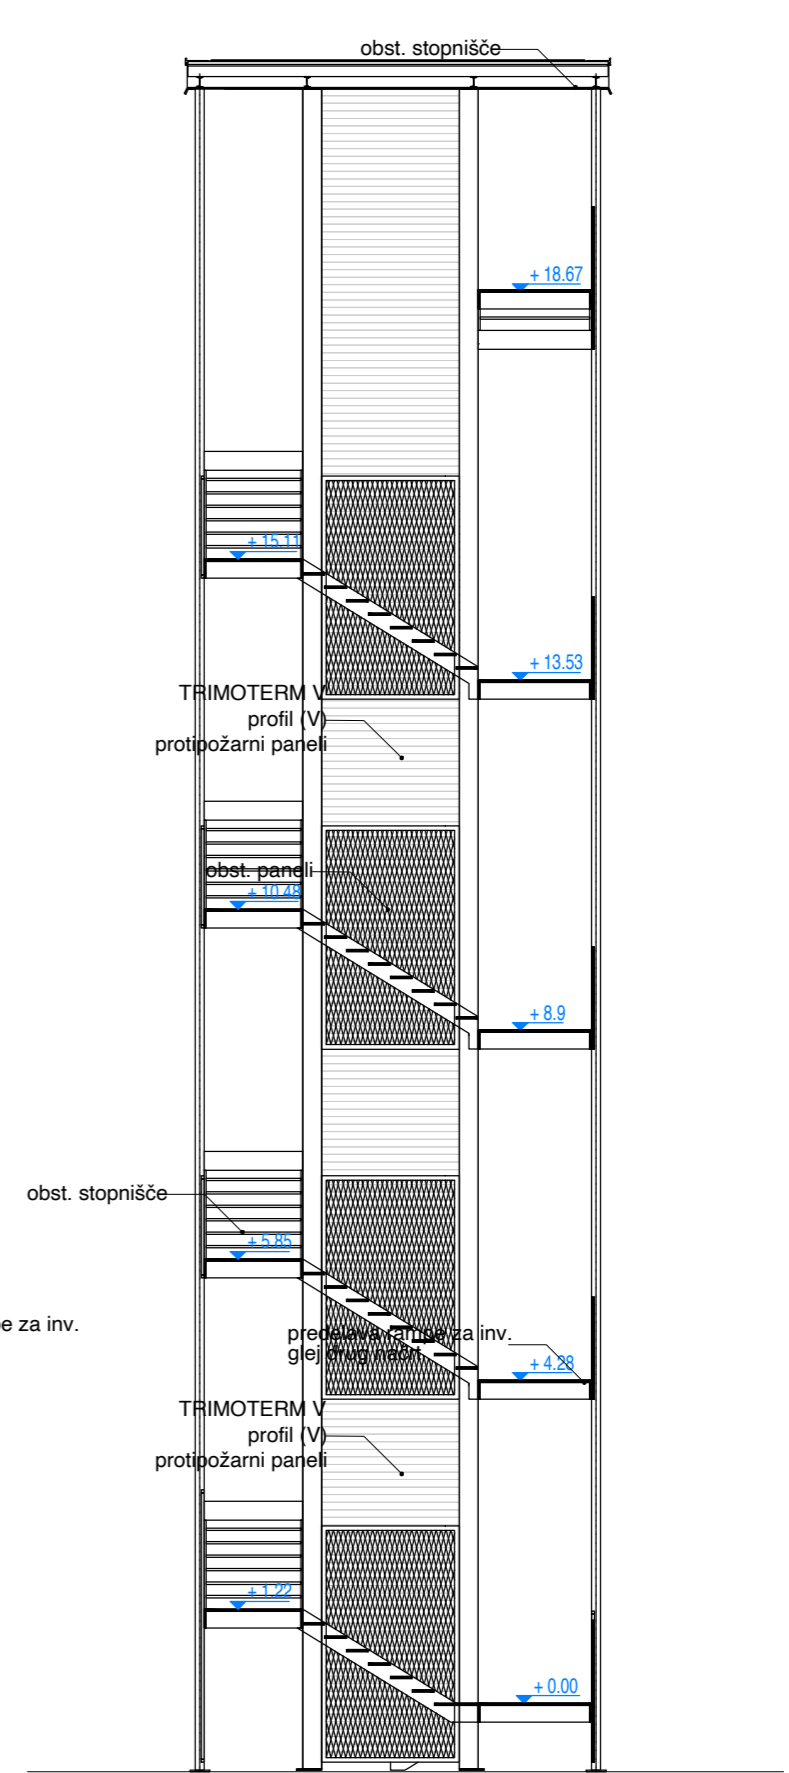 obst. stopnišče
+ 18.67
+ 15.11
+ 13.53
TRIMOTERM V
profil (V)
protipožarni paneli
obst. paneli
+ 10.48
+ 8.9
obst. stopnišče
+ 5.85
e za inv.
predelava rampe za inv.
glej drug načrt
+ 4.28
TRIMOTERM V
profil (V)
protipožarni paneli
+ 1.22
+ 0.00